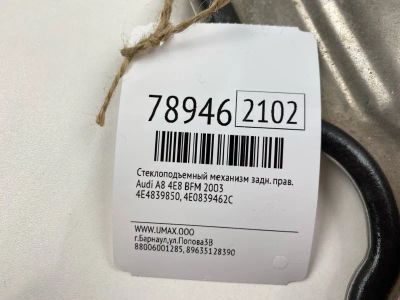 78946 2102
Стеклоподъемный механизм задн. прав.
Audi A8 4E8 BFM 2003
4E4839850, 4E0839462C
WWW.UMAX.OOO
г.Барнаул,ул.Попова3В
88006001285, 89635128390